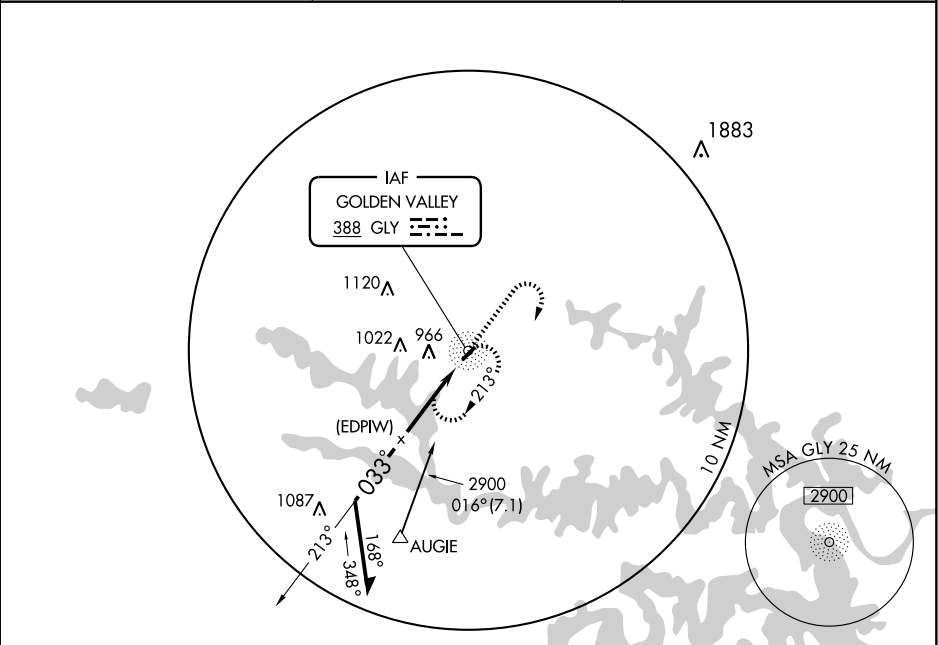 1883
IAF
GOLDEN VALLEY
388 GLY
1120
1022
966
213°
(EDPIW)
033°
10 NM
MSA GLY 25 NM
2900
2900
016° (7.1)
1087
AUGIE
213°
168°
348°